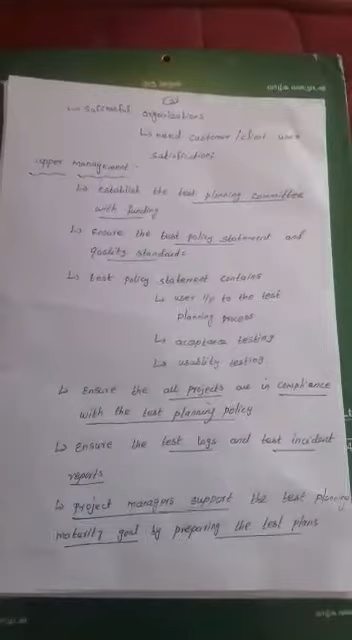 (3)
↳ successful organisations
↳ need customer/client user
satisfactions
upper management :-
↳ establish the test planning committee
with funding
↳ Ensure the test policy statement and
quality standards
↳ test policy statement contains
↳ user i/p to the test
planning process
↳ acceptance testing
↳ usability testing
↳ Ensure the all projects are in compliance
with the test planning policy
↳ Ensure the test logs and test incident
reports
↳ project managers support the test planning
maturity goal by preparing the test plans